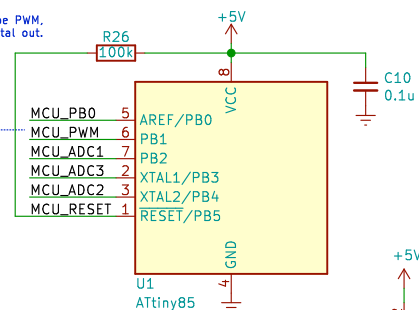 be PWM,
tal out.
+5V
R26
100k
8
VCC
C10
0.1u
MCU_PB0 5 AREF/PB0
MCU_PWM 6 PB1
MCU_ADC1 7 PB2
MCU_ADC3 2 XTAL1/PB3
MCU_ADC2 3 XTAL2/PB4
MCU_RESET 1 RESET/PB5
GND
4
U1
ATtiny85
+5V